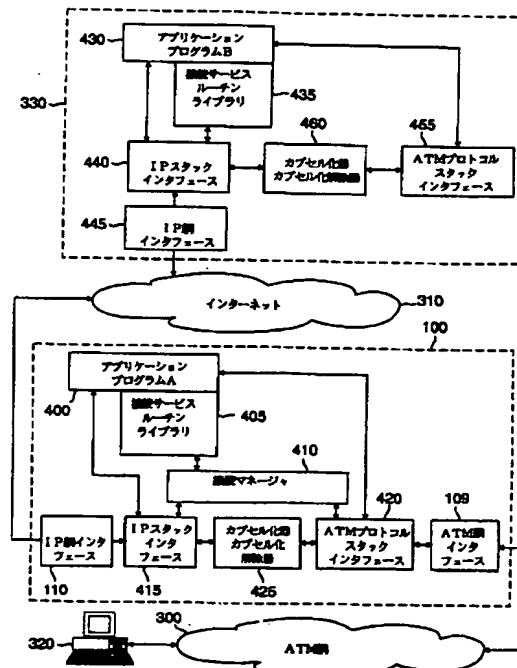 430
アプリケーション
プログラムB
接続サービス
ルーチン
ライブラリ
435
330
460
455
440
IPスタック
インタフェース
カプセル化器
カプセル化解除器
ATMプロトコル
スタック
インタフェース
445
IP網
インタフェース
インターネット
310
100
アプリケーション
プログラムA
400
接続サービス
ルーチン
ライブラリ
405
410
接続マネージャ
420
109
IP網インタ
フェース
IPスタック
インタ
フェース
カプセル化器
カプセル化
解除器
ATMプロトコル
スタック
インタフェース
ATM網
インタ
フェース
110
415
425
300
320
ATM網